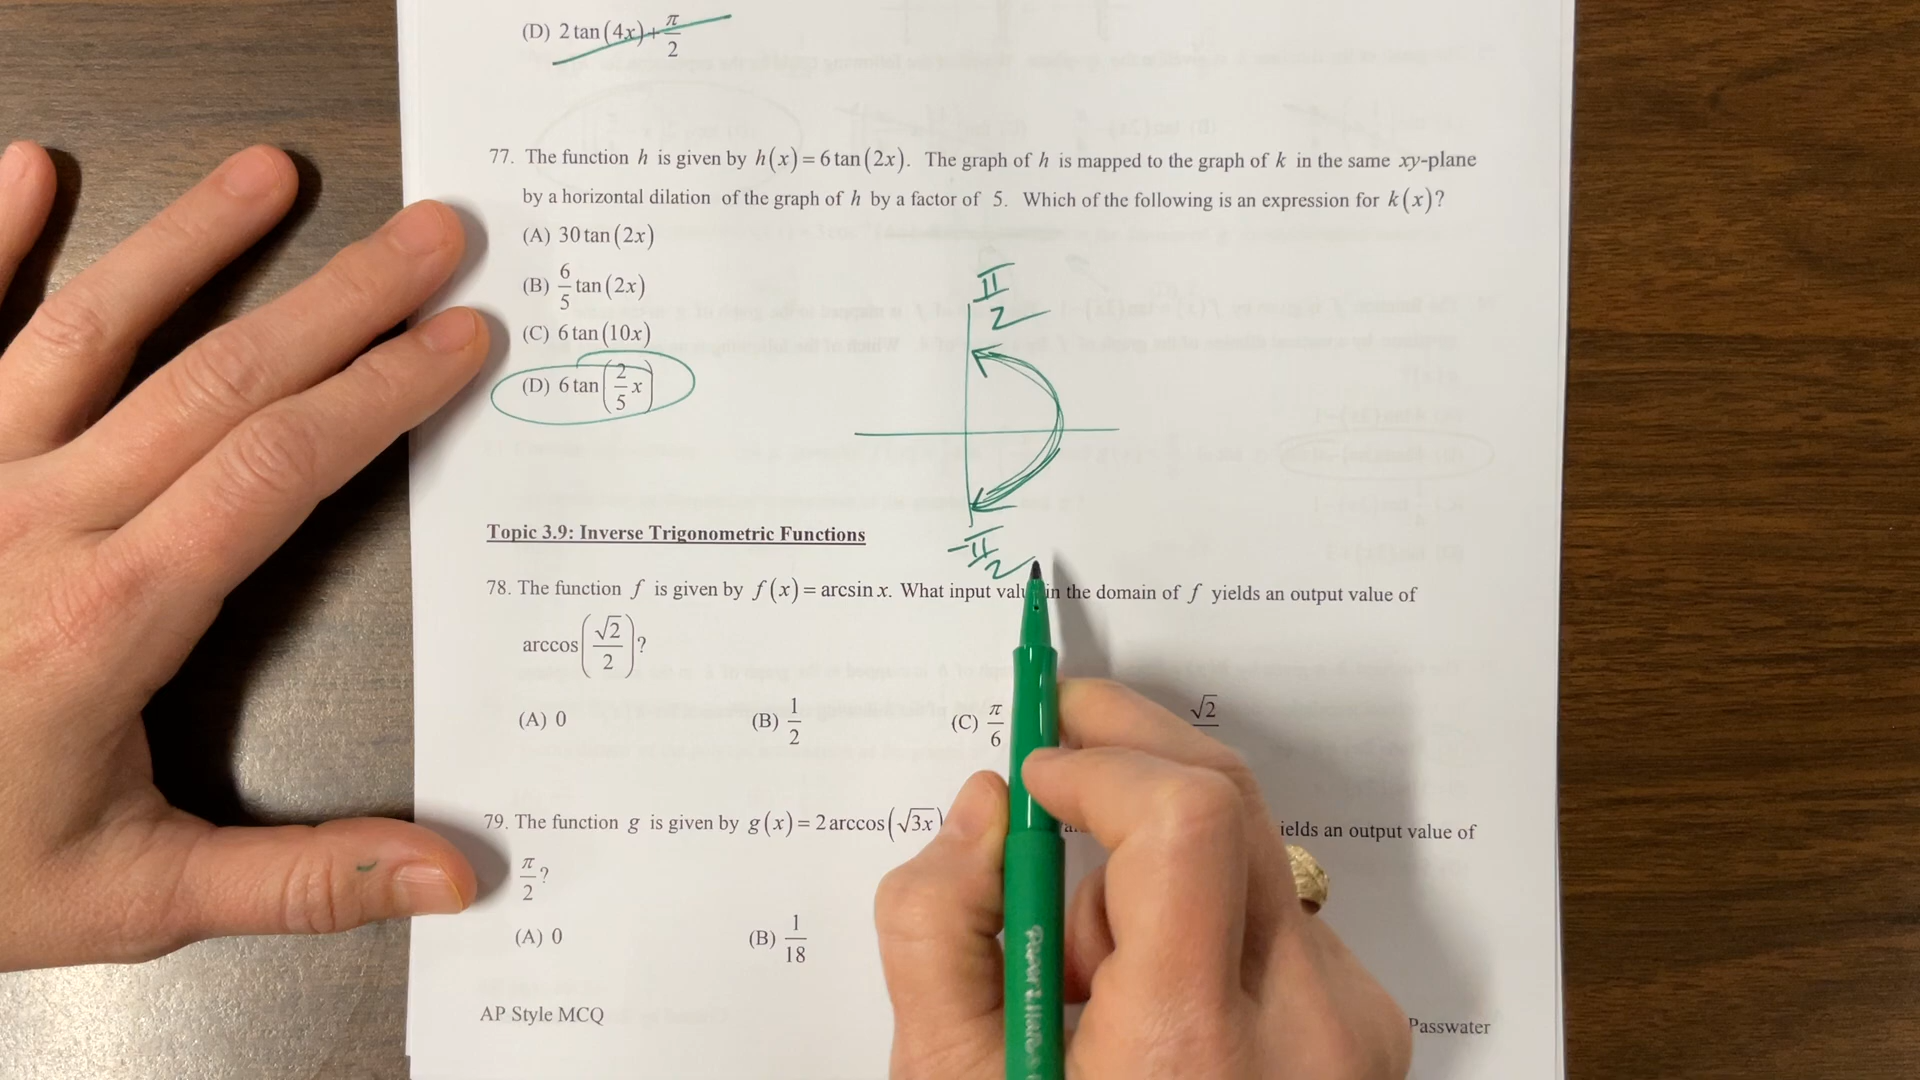 (D) 2 tan(4x) + π/2
77. The function h is given by h(x) = 6 tan(2x). The graph of h is mapped to the graph of k in the same xy-plane
by a horizontal dilation of the graph of h by a factor of 5. Which of the following is an expression for k(x)?
(A) 30 tan(2x)
(B) 6/5 tan(2x)
(C) 6 tan(10x)
(D) 6 tan(2/5 x)
π/2
-π/2
Topic 3.9: Inverse Trigonometric Functions
78. The function f is given by f(x) = arcsin x. What input in the domain of f yields an output value of
arccos(√2/2)?
(A) 0 (B) 1/2 (C) π/6 √2
79. The function g is given by g(x) = 2 arccos(√3x) an output value of
π/2?
(A) 0 (B) 1/18
AP Style MCQ Passwater